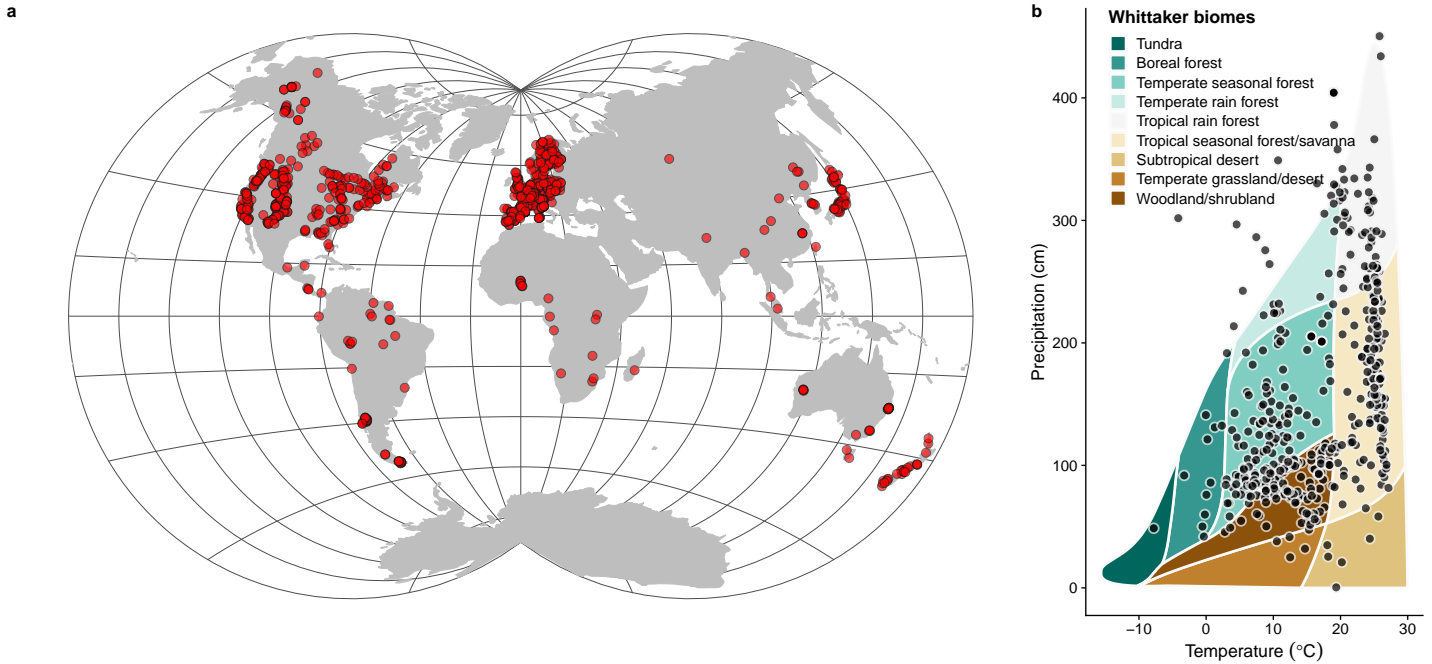 a
b
Whittaker biomes
Tundra
Boreal forest
Temperate seasonal forest
Temperate rain forest
Tropical rain forest
Tropical seasonal forest/savanna
Subtropical desert
Temperate grassland/desert
Woodland/shrubland
Precipitation (cm)
400
300
200
100
0
−10 0 10 20 30
Temperature (°C)